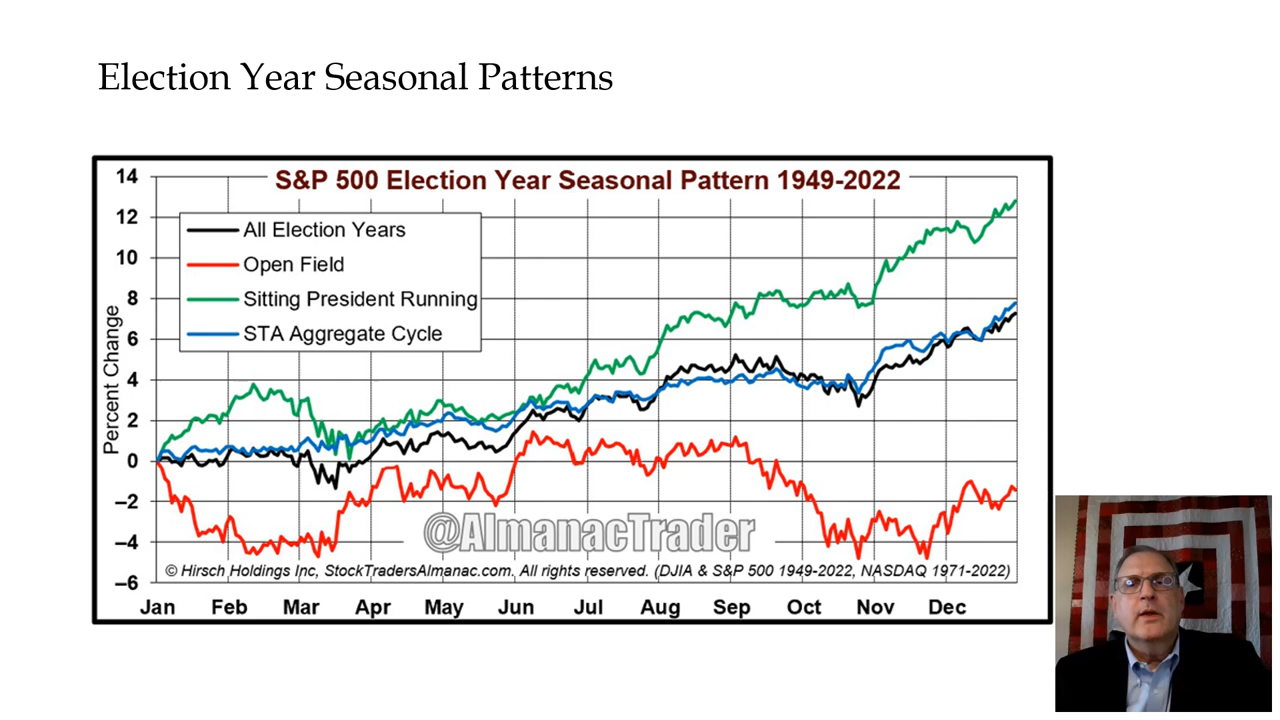 Election Year Seasonal Patterns
S&P 500 Election Year Seasonal Pattern 1949-2022
Percent Change
14
12
10
8
6
4
2
0
–2
–4
–6
All Election Years
Open Field
Sitting President Running
STA Aggregate Cycle
@AlmanacTrader
© Hirsch Holdings Inc, StockTradersAlmanac.com. All rights reserved. (DJIA & S&P 500 1949-2022, NASDAQ 1971-2022)
Jan Feb Mar Apr May Jun Jul Aug Sep Oct Nov Dec